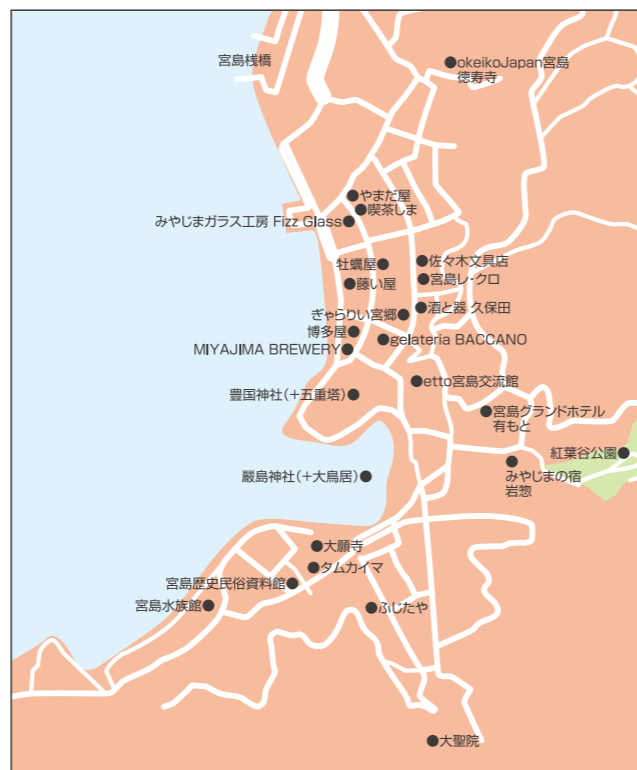 宮島桟橋
okeikoJapan宮島
徳寿寺
やまだ屋
喫茶しま
みやじまガラス工房 Fizz Glass
牡蠣屋
佐々木文具店
藤い屋
宮島レ・クロ
ぎゃらりい宮郷
酒と器 久保田
博多屋
gelateria BACCANO
MIYAJIMA BREWERY
etto宮島交流館
豊国神社（＋五重塔）
宮島グランドホテル
有もと
紅葉谷公園
みやじまの宿
岩惣
嚴島神社（＋大鳥居）
大願寺
タムカイマ
宮島歴史民俗資料館
宮島水族館
ふじたや
大聖院